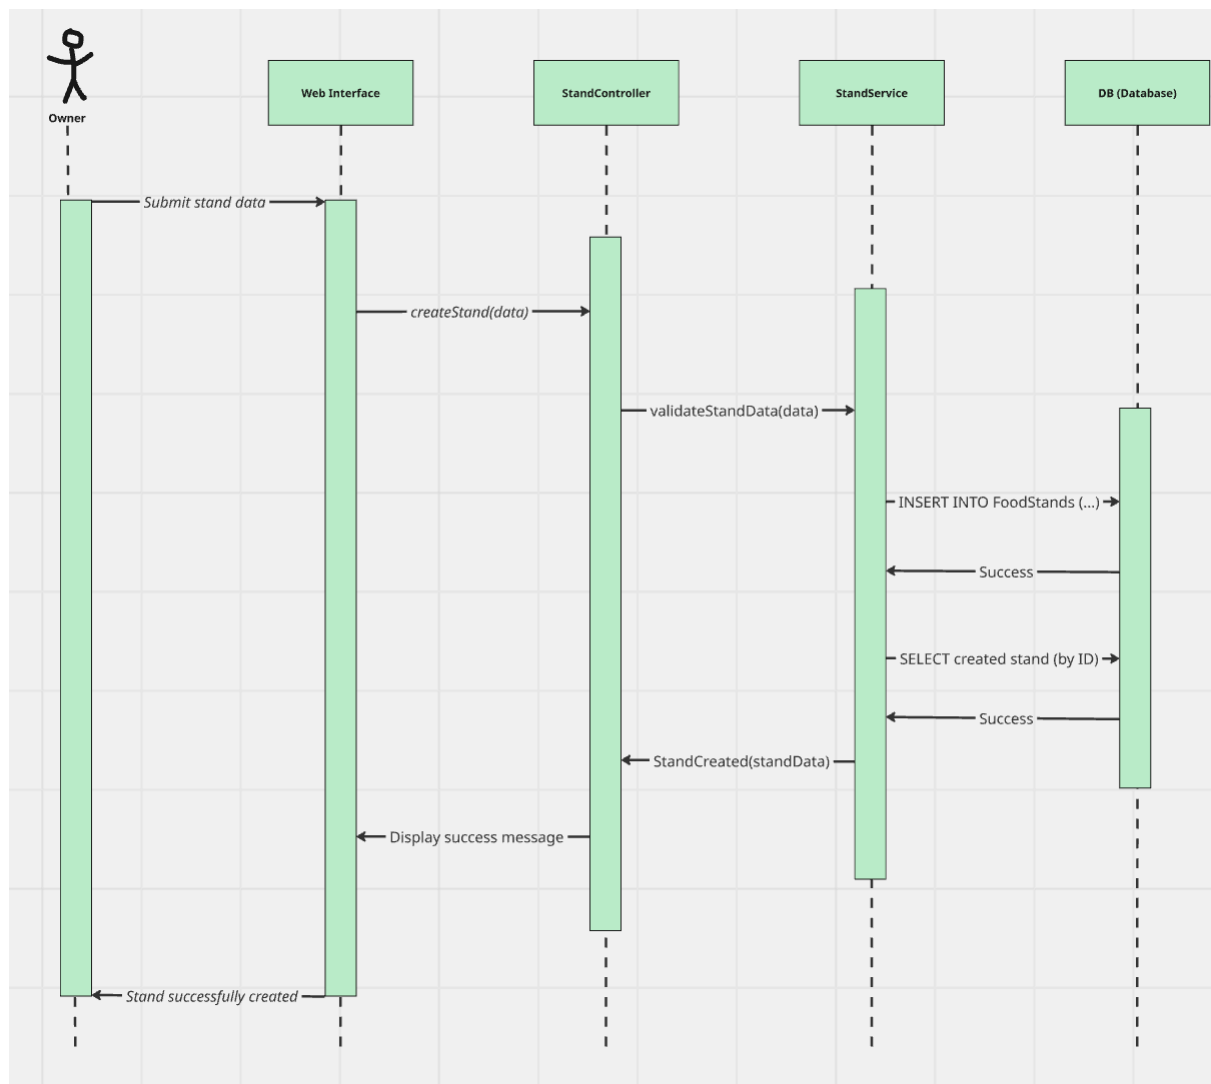 Owner
Web Interface
StandController
StandService
DB (Database)
Submit stand data
createStand(data)
validateStandData(data)
INSERT INTO FoodStands (...)
Success
SELECT created stand (by ID)
Success
StandCreated(standData)
Display success message
Stand successfully created